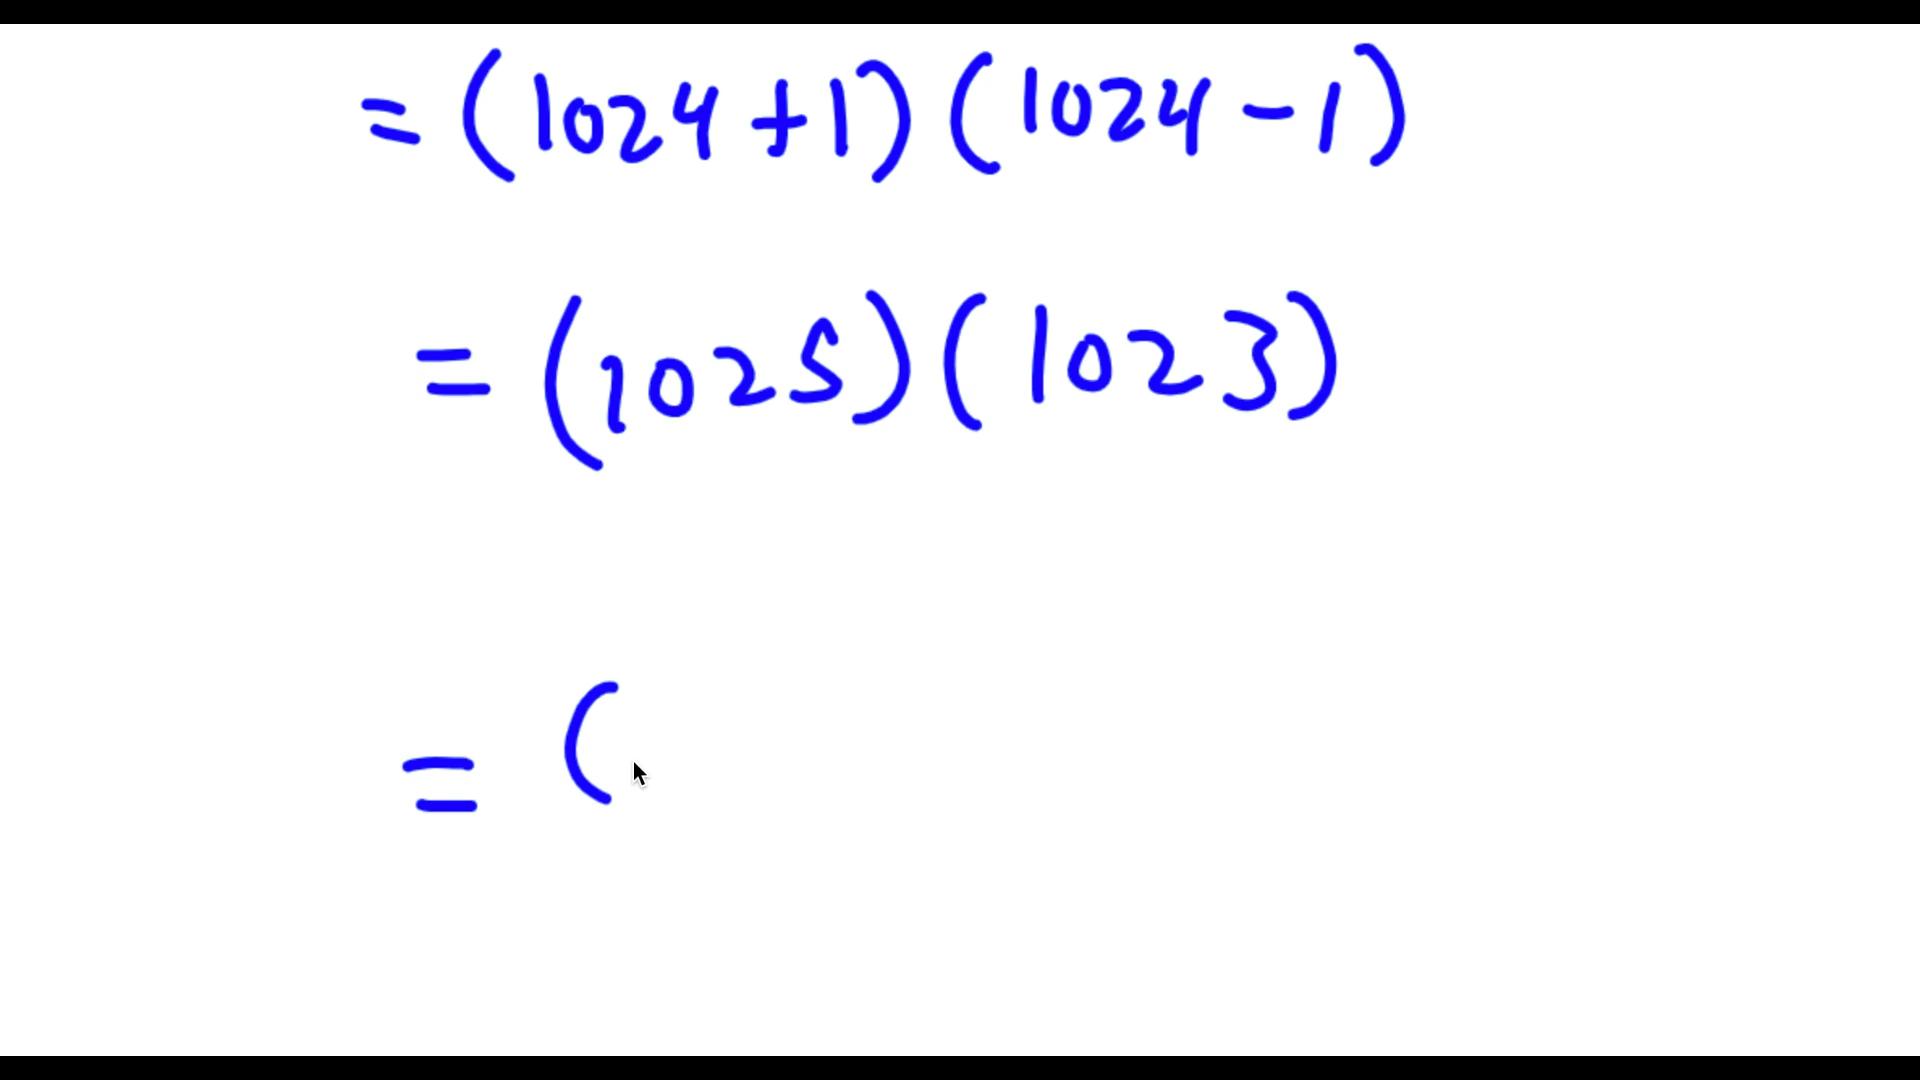 = (1024 + 1) (1024 - 1)
= (1025) (1023)
= (